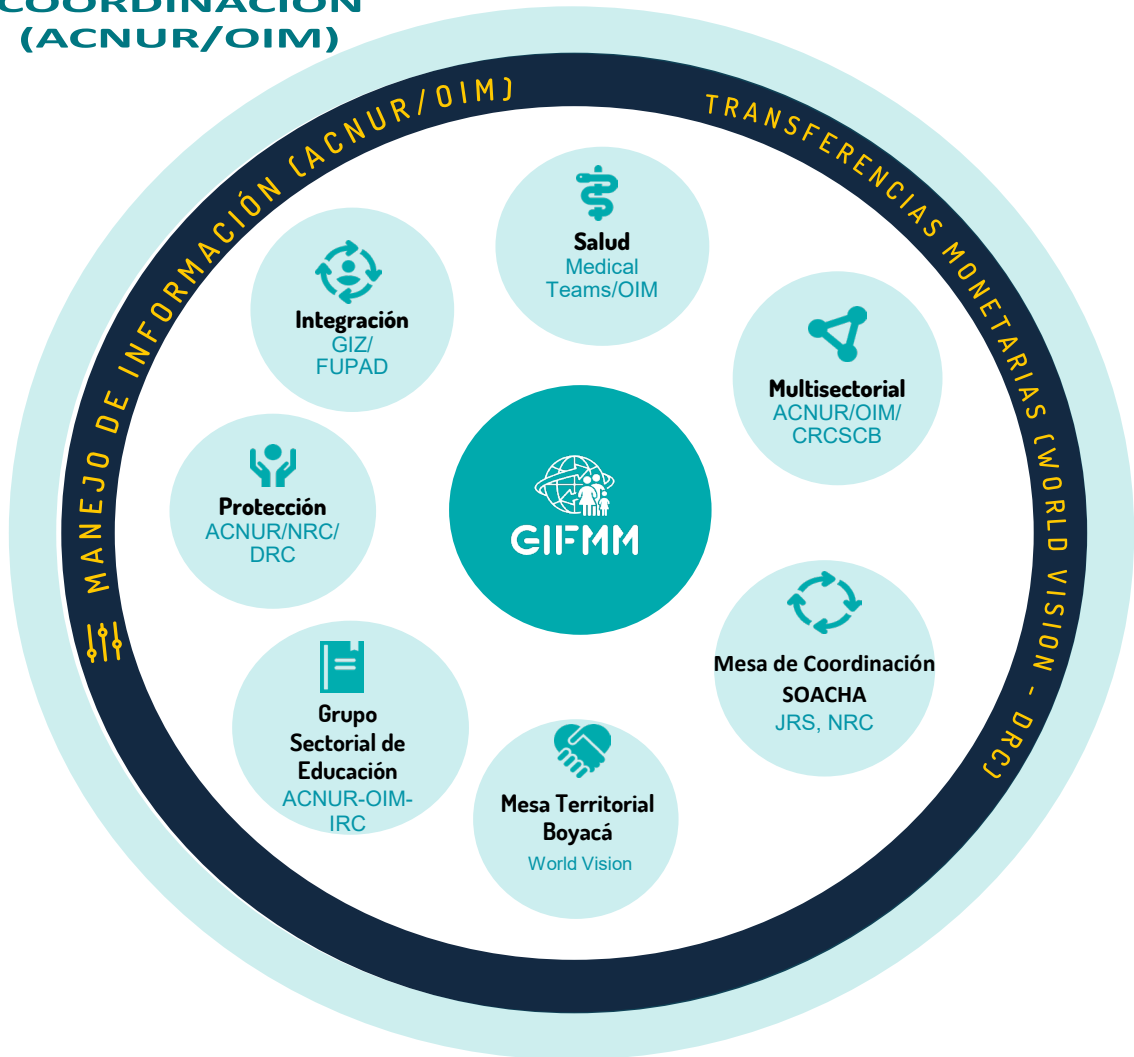 COORDINACIÓN
(ACNUR/OIM)
MANEJO DE INFORMACIÓN (ACNUR/OIM)
TRANSFERENCIAS MONETARIAS (WORLD VISION - DRC)
Salud
Medical
Teams/OIM
Integración
GIZ/
FUPAD
Multisectorial
ACNUR/OIM/
CRCSCB
Protección
ACNUR/NRC/
DRC
GIFMM
Mesa de Coordinación
SOACHA
JRS, NRC
Grupo
Sectorial de
Educación
ACNUR-OIM-
IRC
Mesa Territorial
Boyacá
World Vision